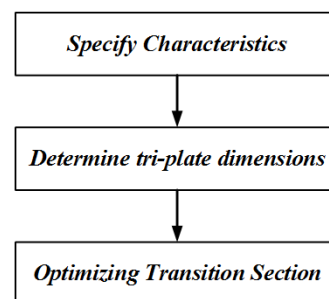 Specify Characteristics
Determine tri-plate dimensions
Optimizing Transition Section